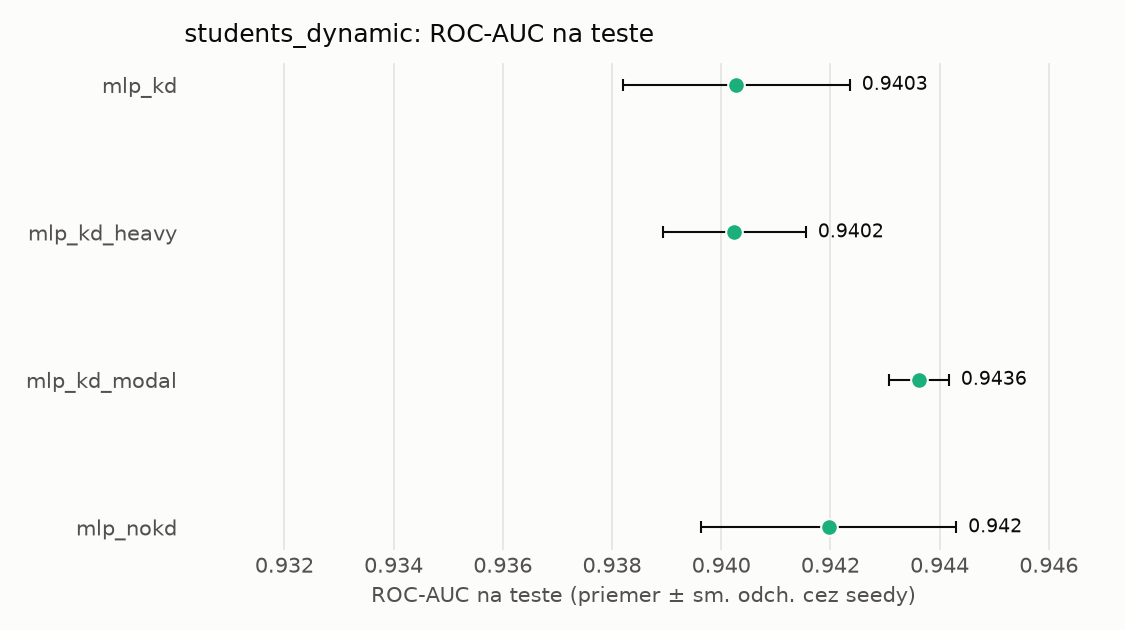 students_dynamic: ROC-AUC na teste
mlp_kd
0.9403
mlp_kd_heavy
0.9402
mlp_kd_modal
0.9436
mlp_nokd
0.942
0.932 0.934 0.936 0.938 0.940 0.942 0.944 0.946
ROC-AUC na teste (priemer ± sm. odch. cez seedy)